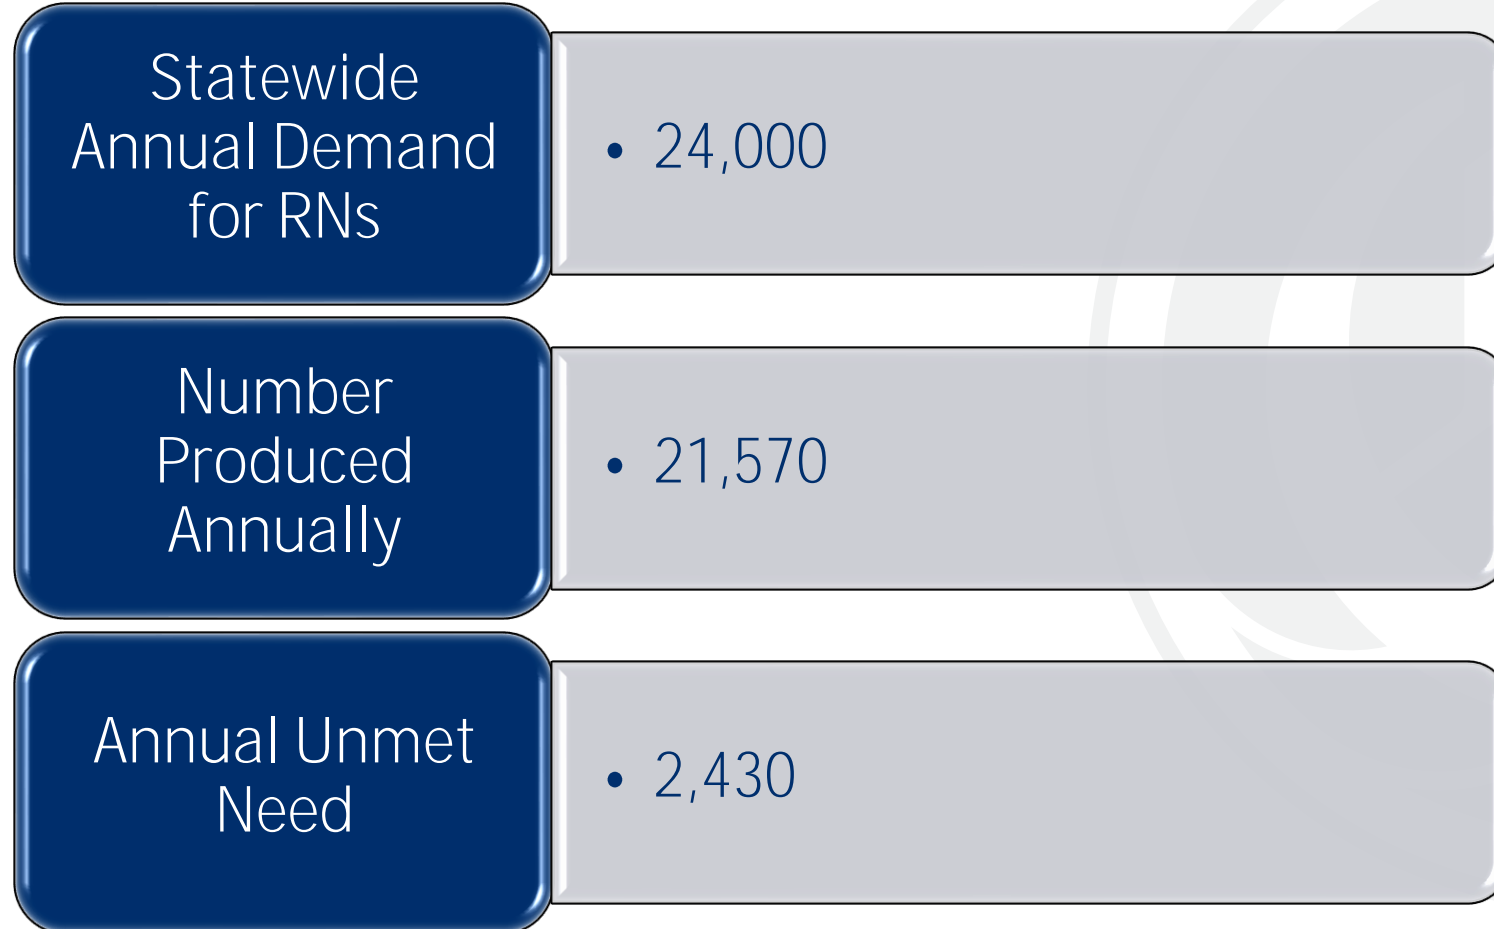 Statewide
Annual Demand
for RNs
• 24,000
Number
Produced
Annually
• 21,570
Annual Unmet
Need
• 2,430